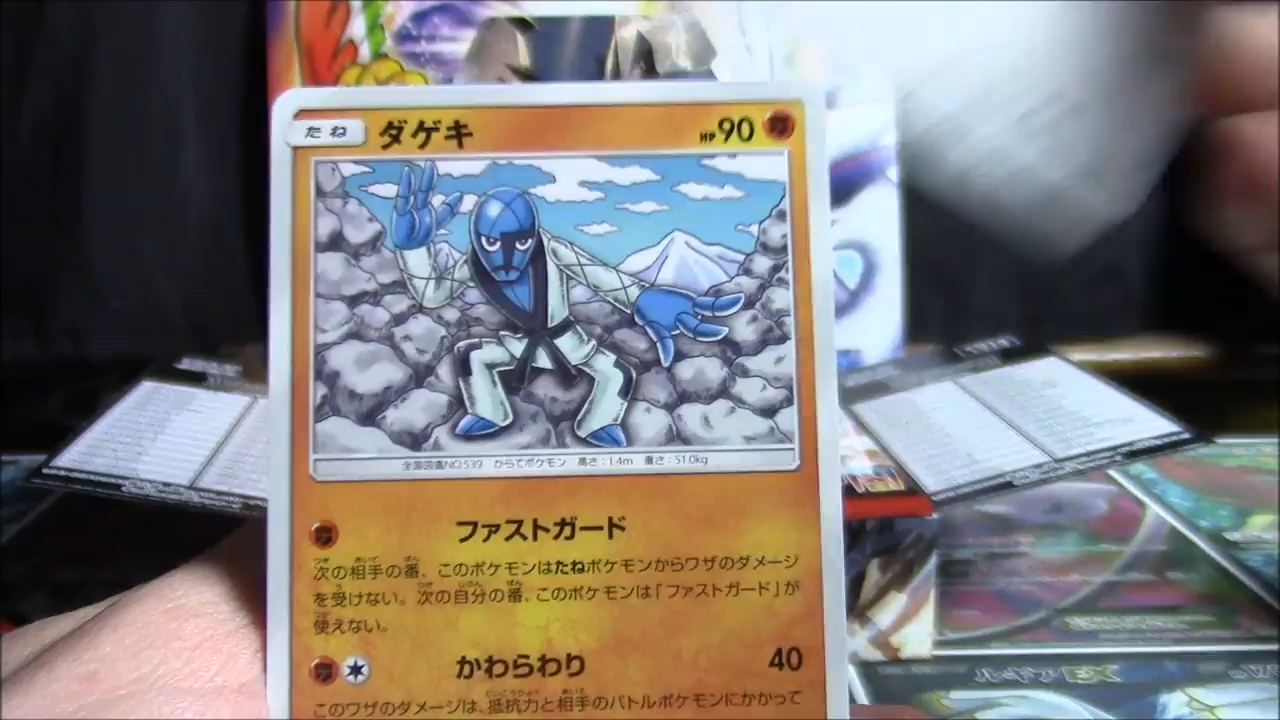 たね ダゲキ HP90
全国図鑑NO.539 からてポケモン 高さ：1.4m 重さ：51.0kg
ファストガード
次の相手の番、このポケモンはたねポケモンからワザのダメージ
を受けない。次の自分の番、このポケモンは「ファストガード」が
使えない。
かわらわり 40
このワザのダメージは、抵抗力と相手のバトルポケモンにかかって
ルギアEX